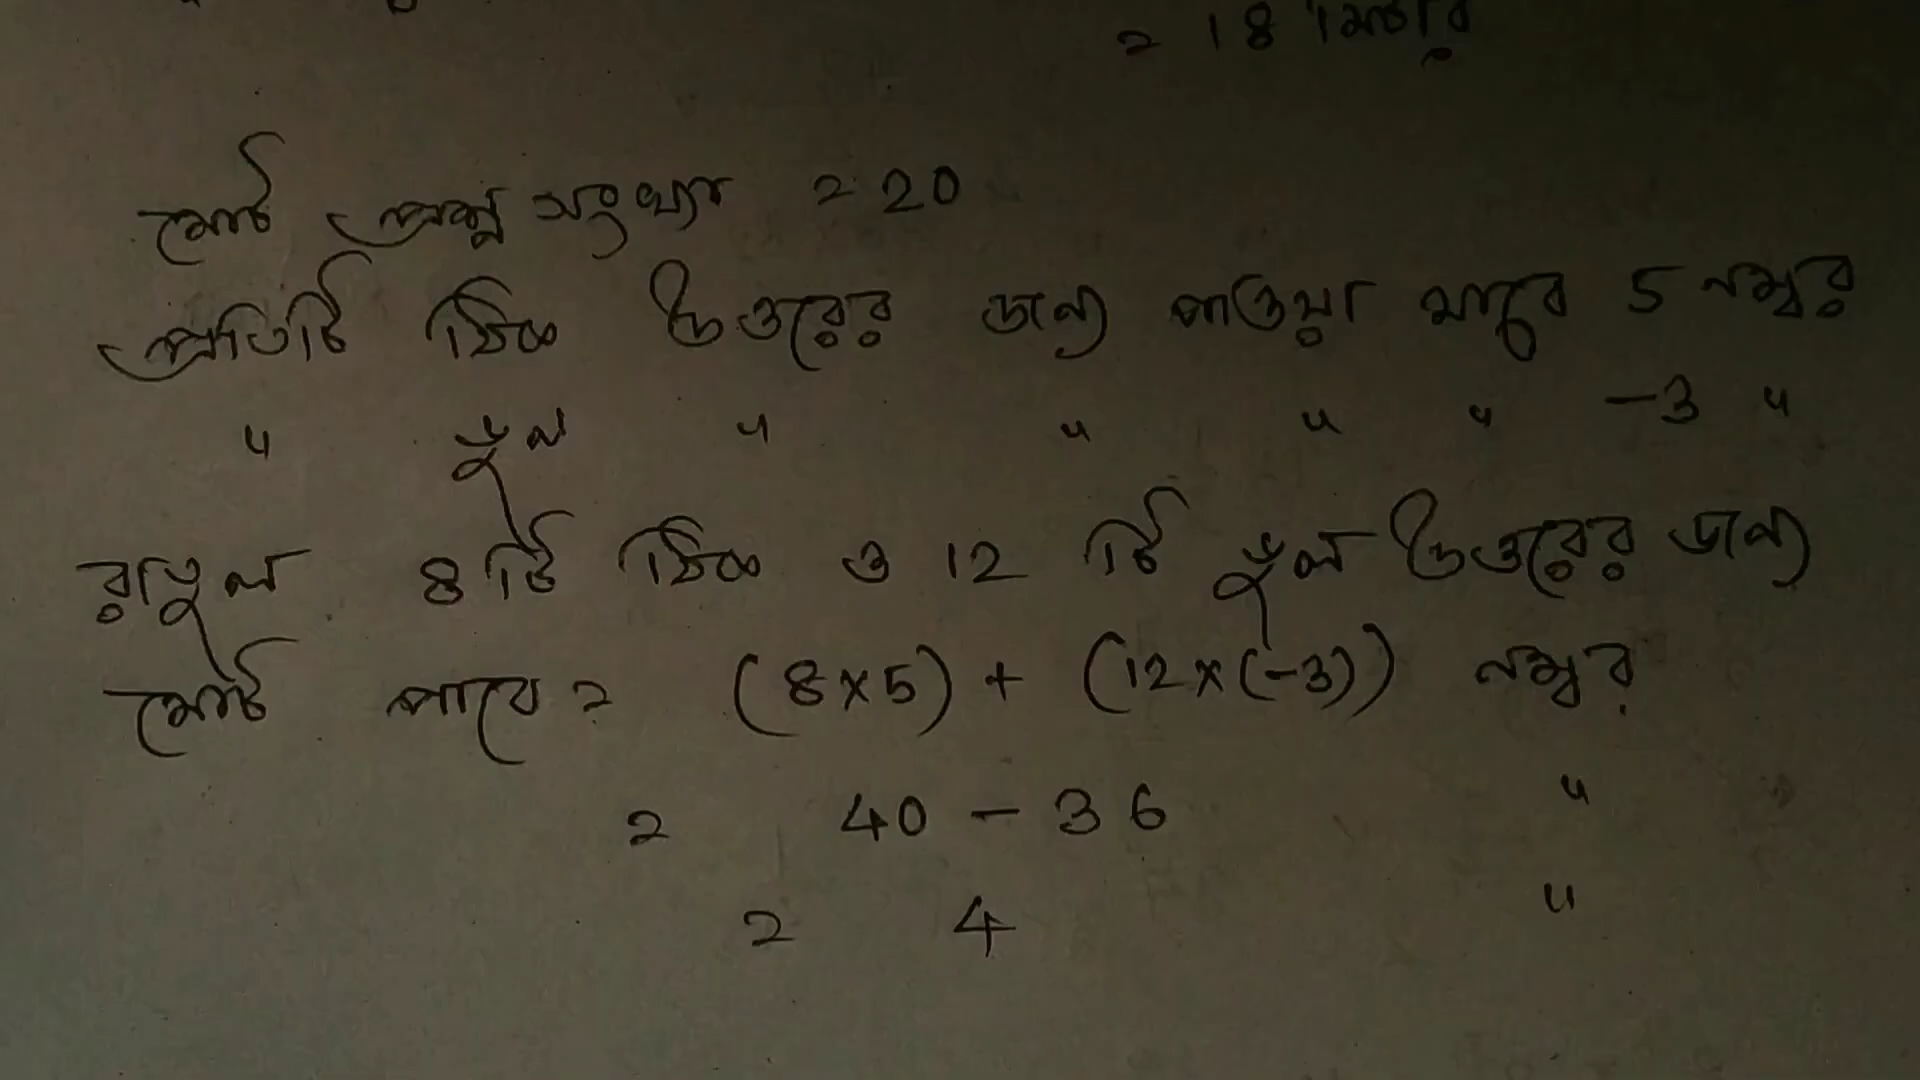 = 18 মিটার
মোট প্রশ্ন সংখ্যা = 20
প্রতিটি ঠিক উত্তরের জন্য পাওয়া যাবে 5 নম্বর
" ভুল " " " " -3 "
রাতুল 8 টি ঠিক ও 12 টি ভুল উত্তরের জন্য
মোট পাবে = (8×5) + (12×(-3)) নম্বর
= 40 - 36 "
= 4 "